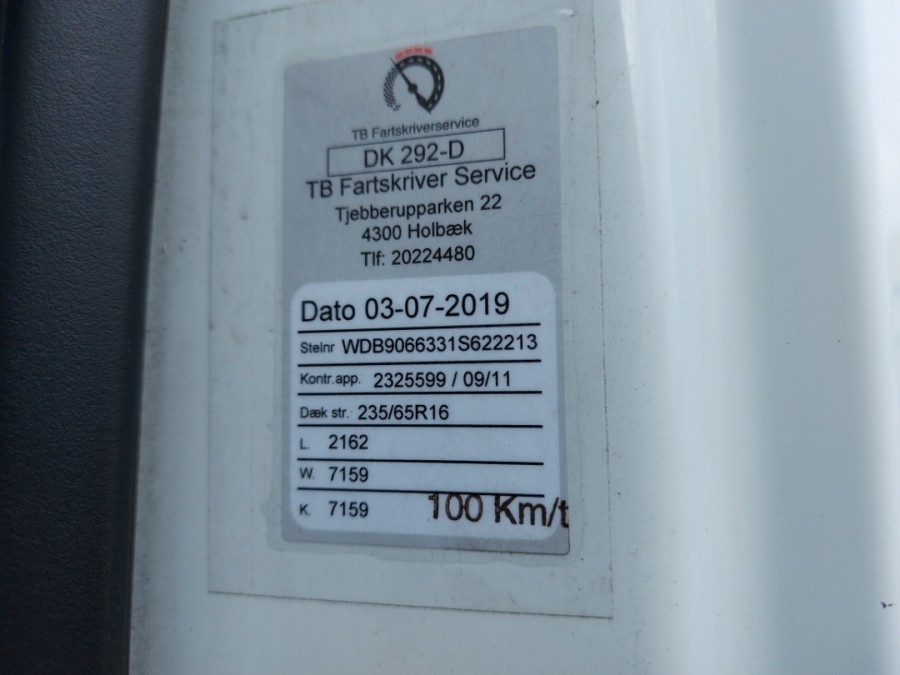 TB Fartskriverservice
DK 292-D
TB Fartskriver Service
Tjebberupparken 22
4300 Holbæk
Tlf: 20224480
Dato 03-07-2019
Stelnr WDB9066331S622213
Kontr.app. 2325599 / 09/11
Dæk str. 235/65R16
L. 2162
W. 7159
K. 7159 100 Km/t